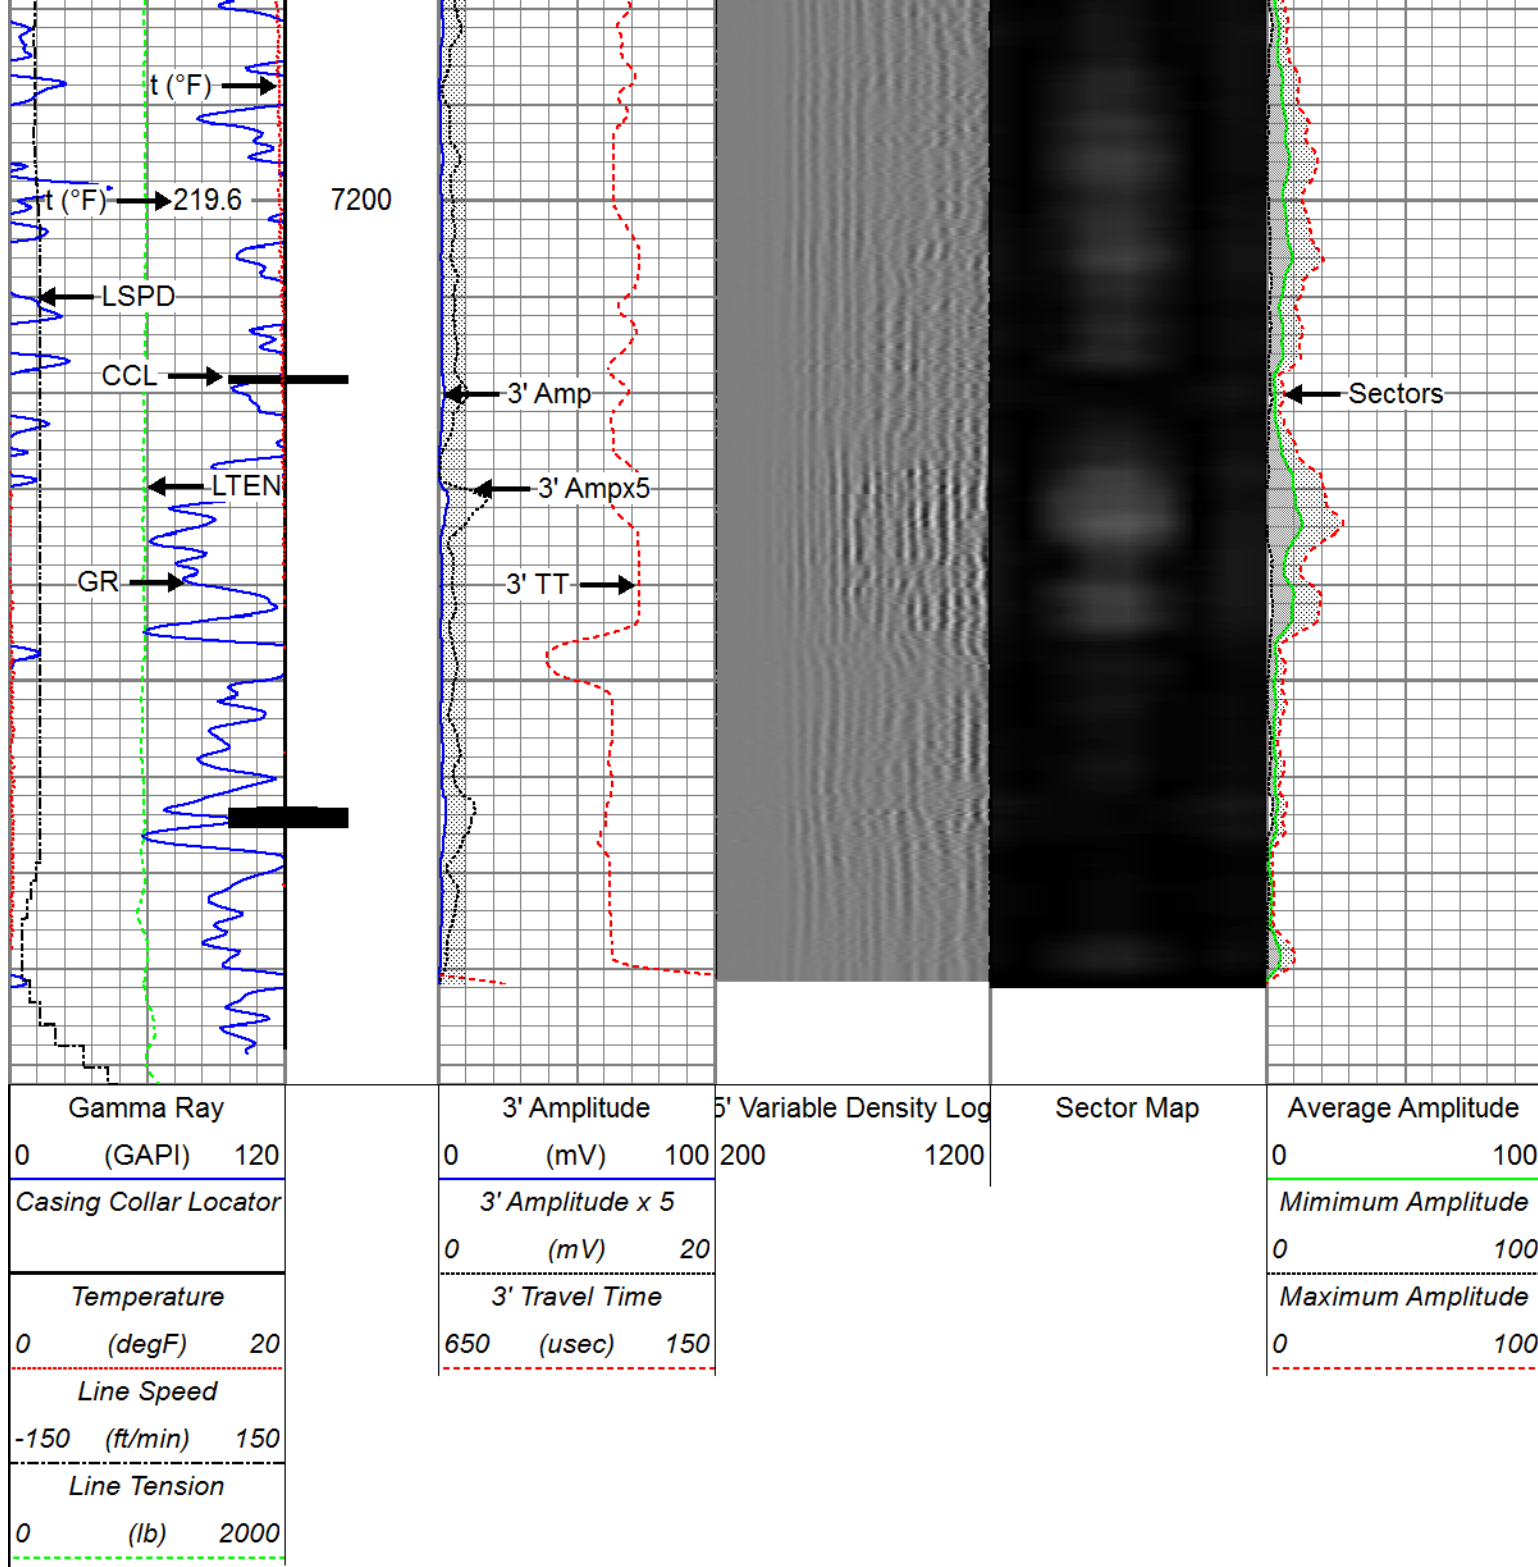 t (°F)
t (°F) 219.6 7200
LSPD
CCL
3' Amp Sectors
LTEN 3' Ampx5
GR 3' TT
Gamma Ray 3' Amplitude 5' Variable Density Log Sector Map Average Amplitude
0 (GAPI) 120 0 (mV) 100 200 1200 0 100
Casing Collar Locator 3' Amplitude x 5 Mimimum Amplitude
0 (mV) 20 0 100
Temperature 3' Travel Time Maximum Amplitude
0 (degF) 20 650 (usec) 150 0 100
Line Speed
-150 (ft/min) 150
Line Tension
0 (lb) 2000